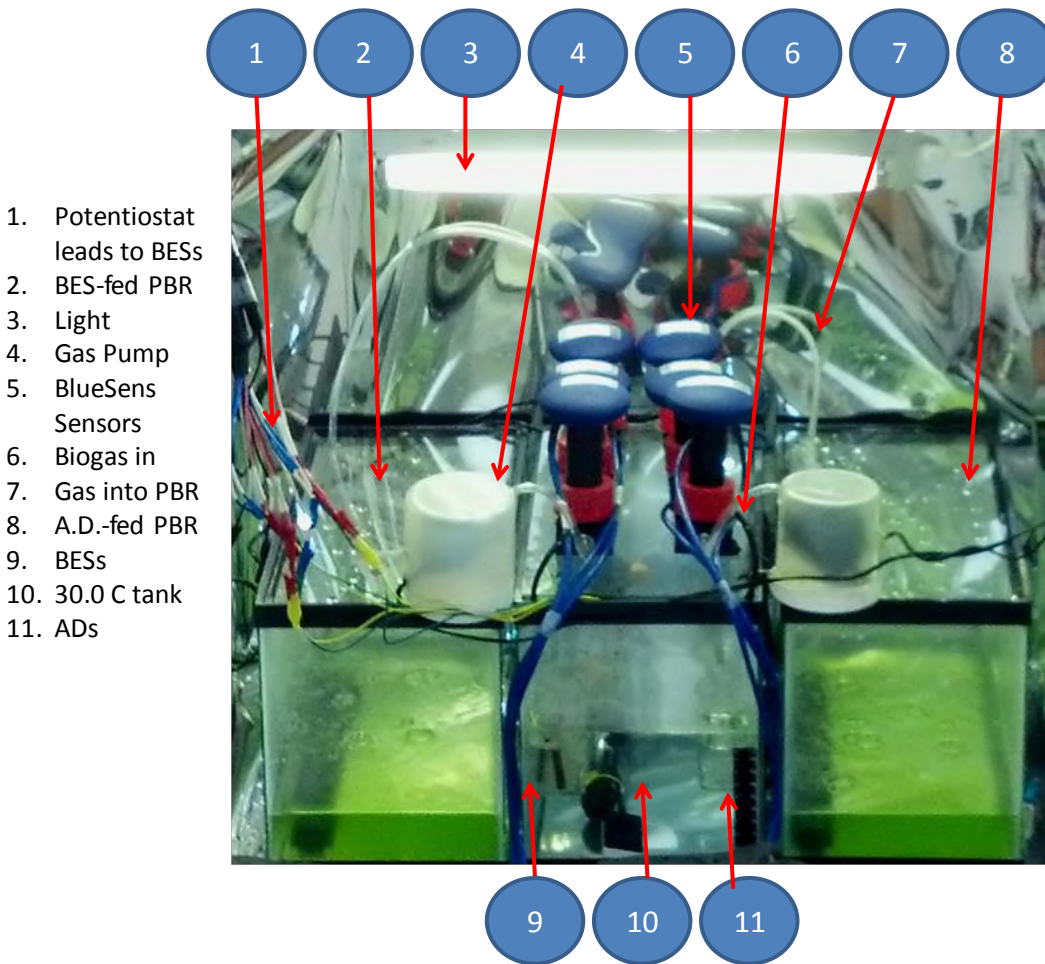 1 2 3 4 5 6 7 8
1. Potentiostat
leads to BESs
2. BES-fed PBR
3. Light
4. Gas Pump
5. BlueSens
Sensors
6. Biogas in
7. Gas into PBR
8. A.D.-fed PBR
9. BESs
10. 30.0 C tank
11. ADs
9 10 11